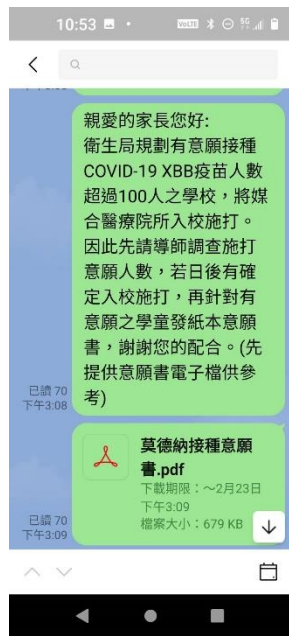 10:53
VoLTE
5G
親愛的家長您好:
衛生局規劃有意願接種
COVID-19 XBB疫苗人數
超過100人之學校，將媒
合醫療院所入校施打。
因此先請導師調查施打
意願人數，若日後有確
定入校施打，再針對有
意願之學童發紙本意願
書，謝謝您的配合。(先
提供意願書電子檔供參
考)
已讀 70
下午3:08
莫德納接種意願
書.pdf
下載期限：～2月23日
下午3:09
檔案大小：679 KB
已讀 70
下午3:09